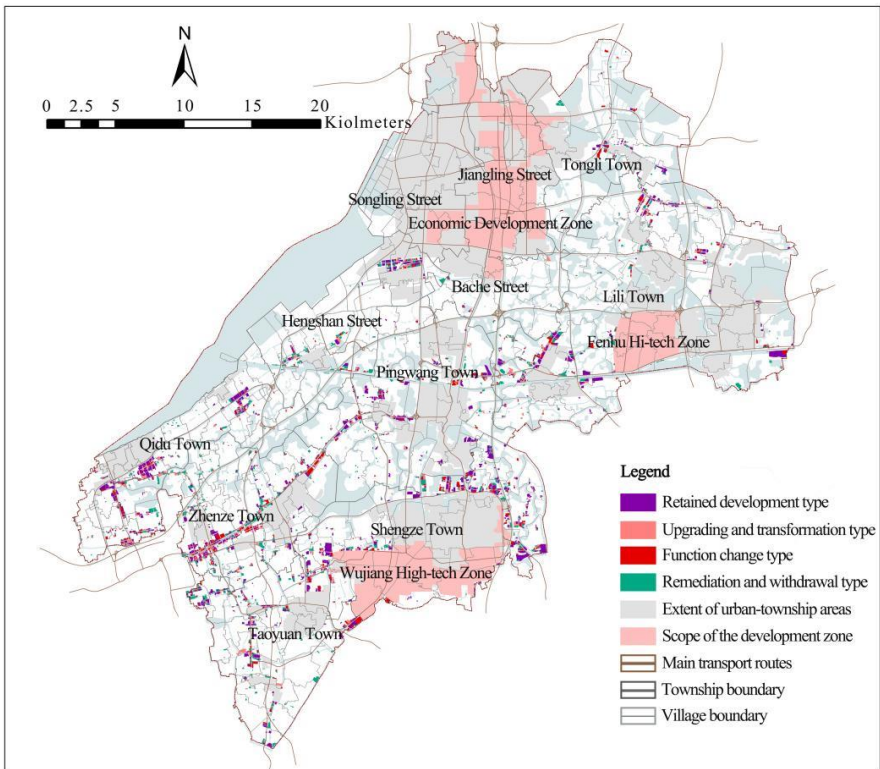 N
0 2.5 5 10 15 20
Kiolmeters
Tongli Town
Jiangling Street
Songling Street
Economic Development Zone
Bache Street
Lili Town
Hengshan Street
Fenhu Hi-tech Zone
Pingwang Town
Qidu Town
Zhenze Town
Shengze Town
Wujiang High-tech Zone
Taoyuan Town
Legend
Retained development type
Upgrading and transformation type
Function change type
Remediation and withdrawal type
Extent of urban-township areas
Scope of the development zone
Main transport routes
Township boundary
Village boundary